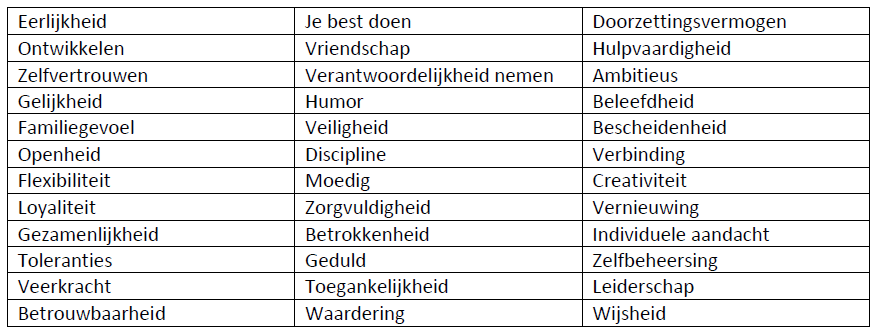 Eerlijkheid Je best doen Doorzettingsvermogen
Ontwikkelen Vriendschap Hulpvaardigheid
Zelfvertrouwen Verantwoordelijkheid nemen Ambitieus
Gelijkheid Humor Beleefdheid
Familiegevoel Veiligheid Bescheidenheid
Openheid Discipline Verbinding
Flexibiliteit Moedig Creativiteit
Loyaliteit Zorgvuldigheid Vernieuwing
Gezamenlijkheid Betrokkenheid Individuele aandacht
Toleranties Geduld Zelfbeheersing
Veerkracht Toegankelijkheid Leiderschap
Betrouwbaarheid Waardering Wijsheid